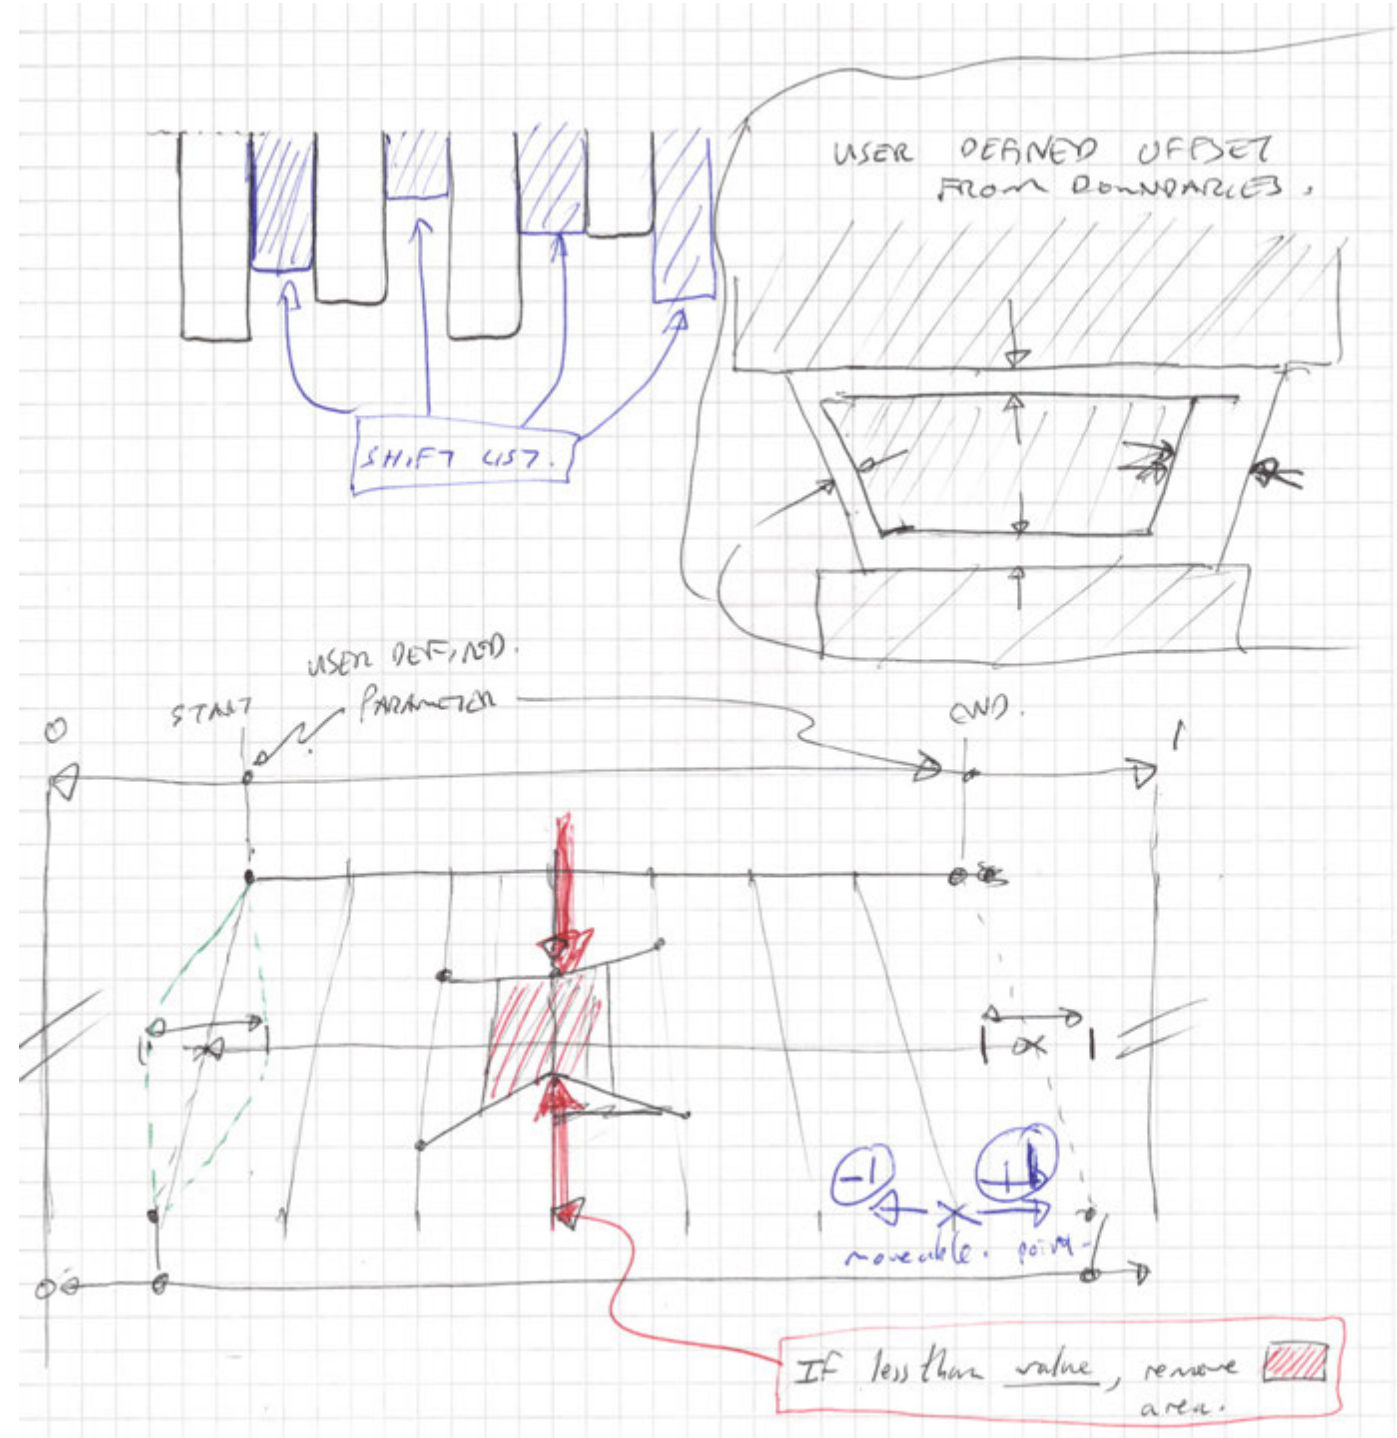 USER DEFINED OFFSET
FROM BOUNDARIES.
SHIFT LIST.
USER DEFINED.
PARAMETER
START
END.
0
1
-1
+1
moveable. point
If less than value, remove
area.